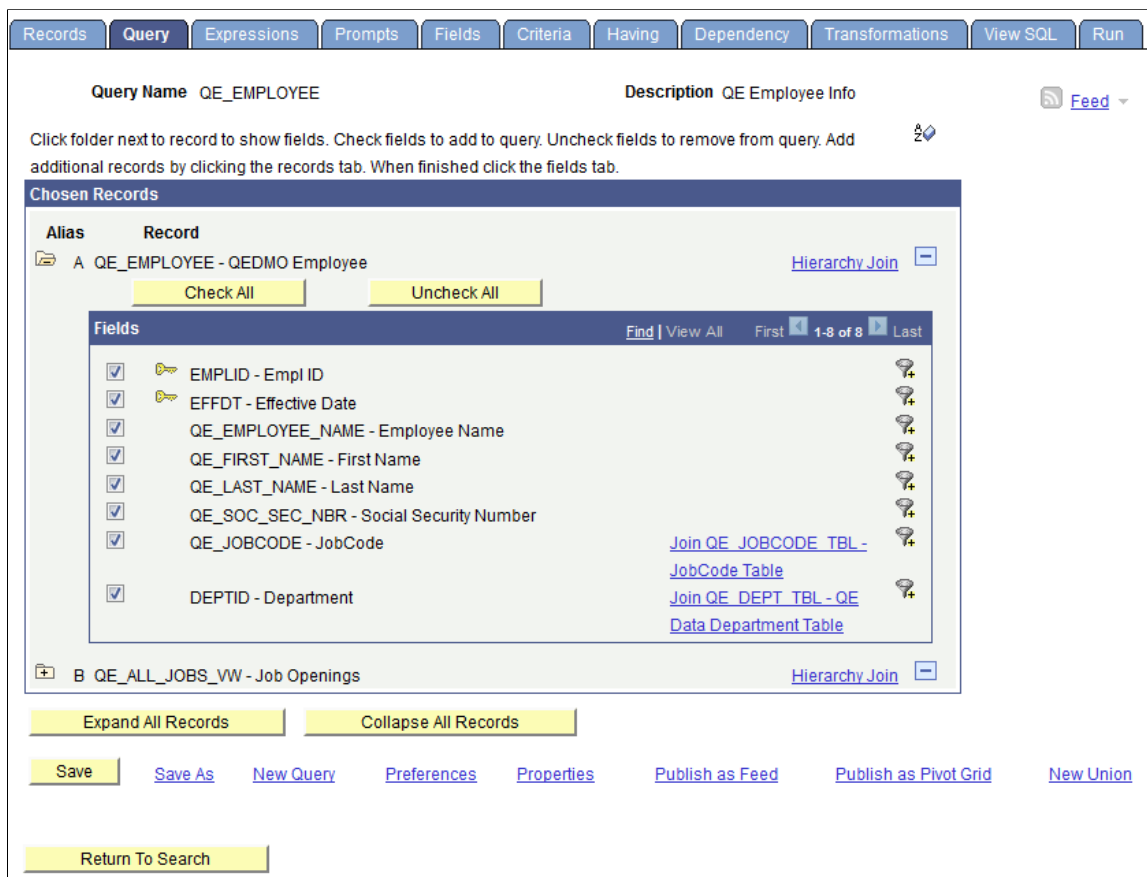 Records Query Expressions Prompts Fields Criteria Having Dependency Transformations View SQL Run
Query Name QE_EMPLOYEE Description QE Employee Info
Feed
Click folder next to record to show fields. Check fields to add to query. Uncheck fields to remove from query. Add
additional records by clicking the records tab. When finished click the fields tab.
Chosen Records
Alias Record
A QE_EMPLOYEE - QEDMO Employee Hierarchy Join
Check All Uncheck All
Fields Find | View All First 1-8 of 8 Last
EMPLID - Empl ID
EFFDT - Effective Date
QE_EMPLOYEE_NAME - Employee Name
QE_FIRST_NAME - First Name
QE_LAST_NAME - Last Name
QE_SOC_SEC_NBR - Social Security Number
QE_JOBCODE - JobCode Join QE_JOBCODE_TBL -
JobCode Table
DEPTID - Department Join QE_DEPT_TBL - QE
Data Department Table
B QE_ALL_JOBS_VW - Job Openings Hierarchy Join
Expand All Records Collapse All Records
Save Save As New Query Preferences Properties Publish as Feed Publish as Pivot Grid New Union
Return To Search